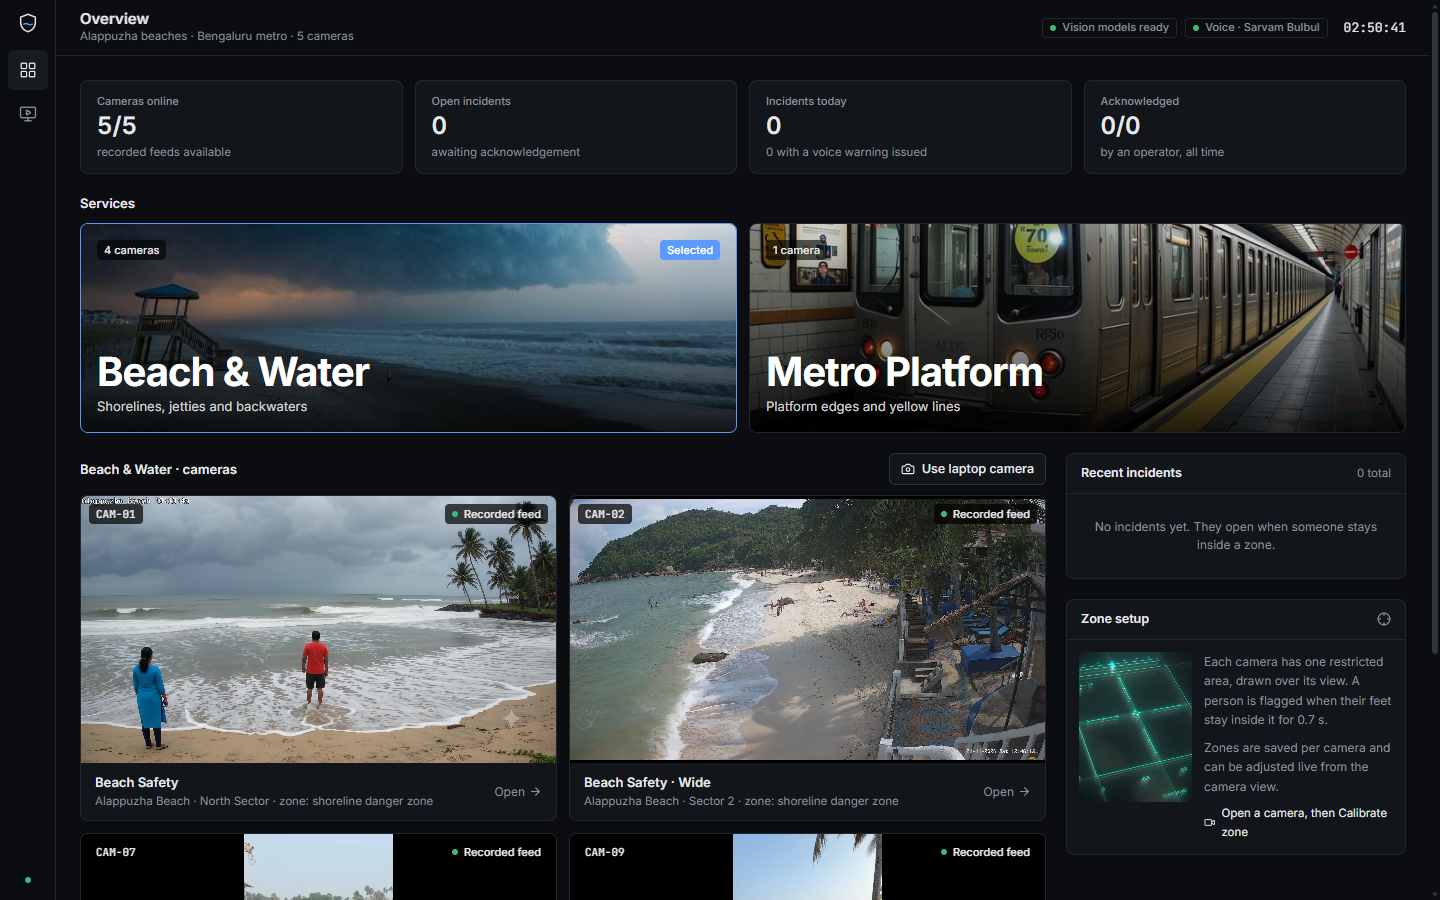 Overview
Alappuzha beaches · Bengaluru metro · 5 cameras
Vision models ready
Voice · Sarvam Bulbul
02:50:41
Cameras online
5/5
recorded feeds available
Open incidents
0
awaiting acknowledgement
Incidents today
0
0 with a voice warning issued
Acknowledged
0/0
by an operator, all time
Services
4 cameras
Selected
Beach & Water
Shorelines, jetties and backwaters
1 camera
70
Metro Platform
Platform edges and yellow lines
Beach & Water · cameras
Use laptop camera
CAM-01
Recorded feed
Beach Safety
Alappuzha Beach · North Sector · zone: shoreline danger zone
Open →
CAM-02
Recorded feed
Beach Safety · Wide
Alappuzha Beach · Sector 2 · zone: shoreline danger zone
Open →
CAM-07
Recorded feed
CAM-09
Recorded feed
Recent incidents
0 total
No incidents yet. They open when someone stays
inside a zone.
Zone setup
Each camera has one restricted
area, drawn over its view. A
person is flagged when their feet
stay inside it for 0.7 s.
Zones are saved per camera and
can be adjusted live from the
camera view.
Open a camera, then Calibrate
zone